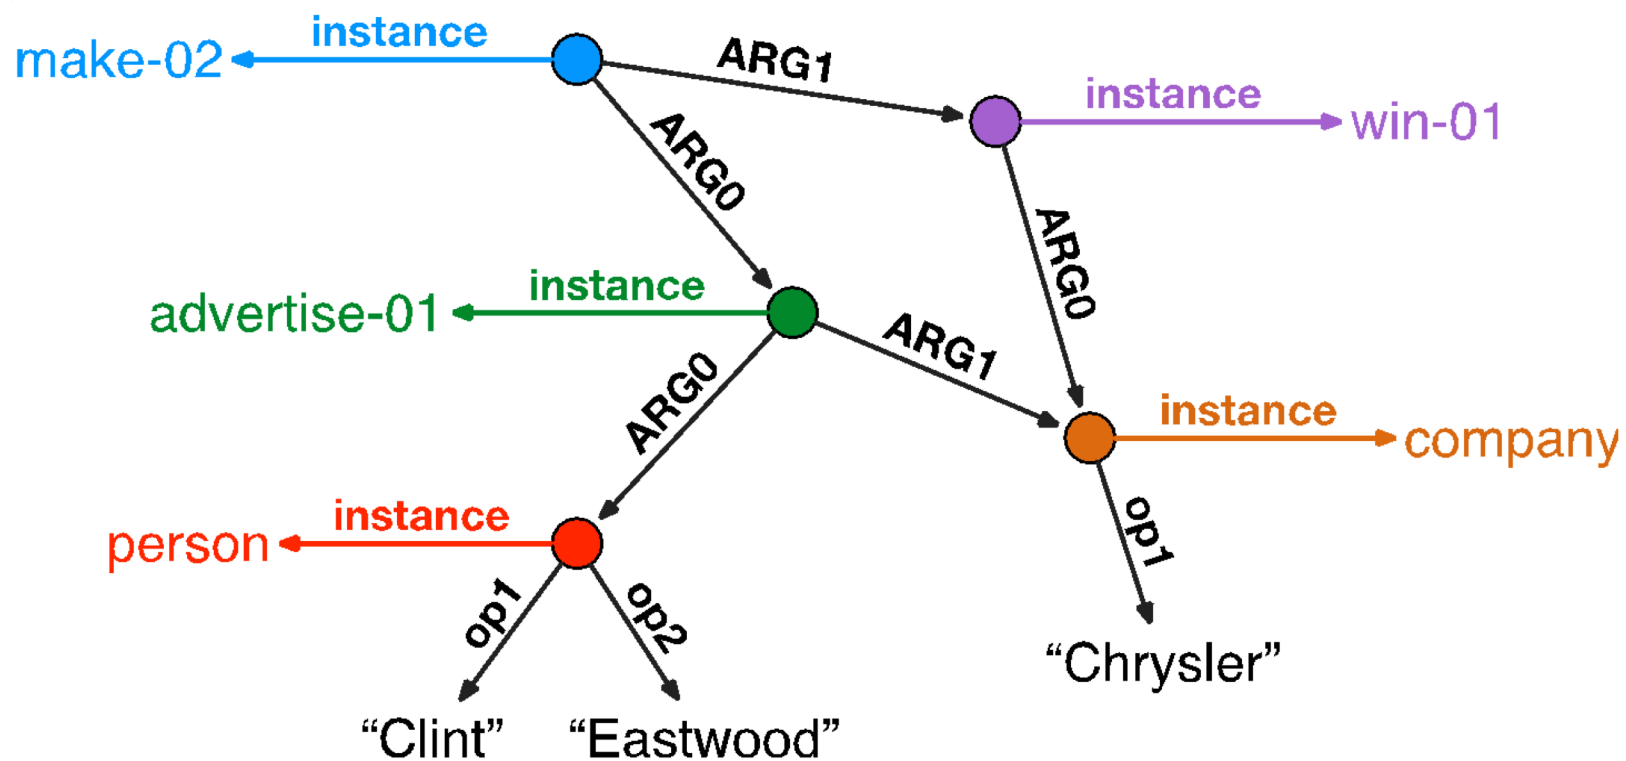 make-02
instance
ARG1
instance
win-01
ARG0
ARG0
advertise-01
instance
ARG1
ARG0
instance
company
person
instance
op1
op2
op1
“Chrysler”
“Clint”
“Eastwood”